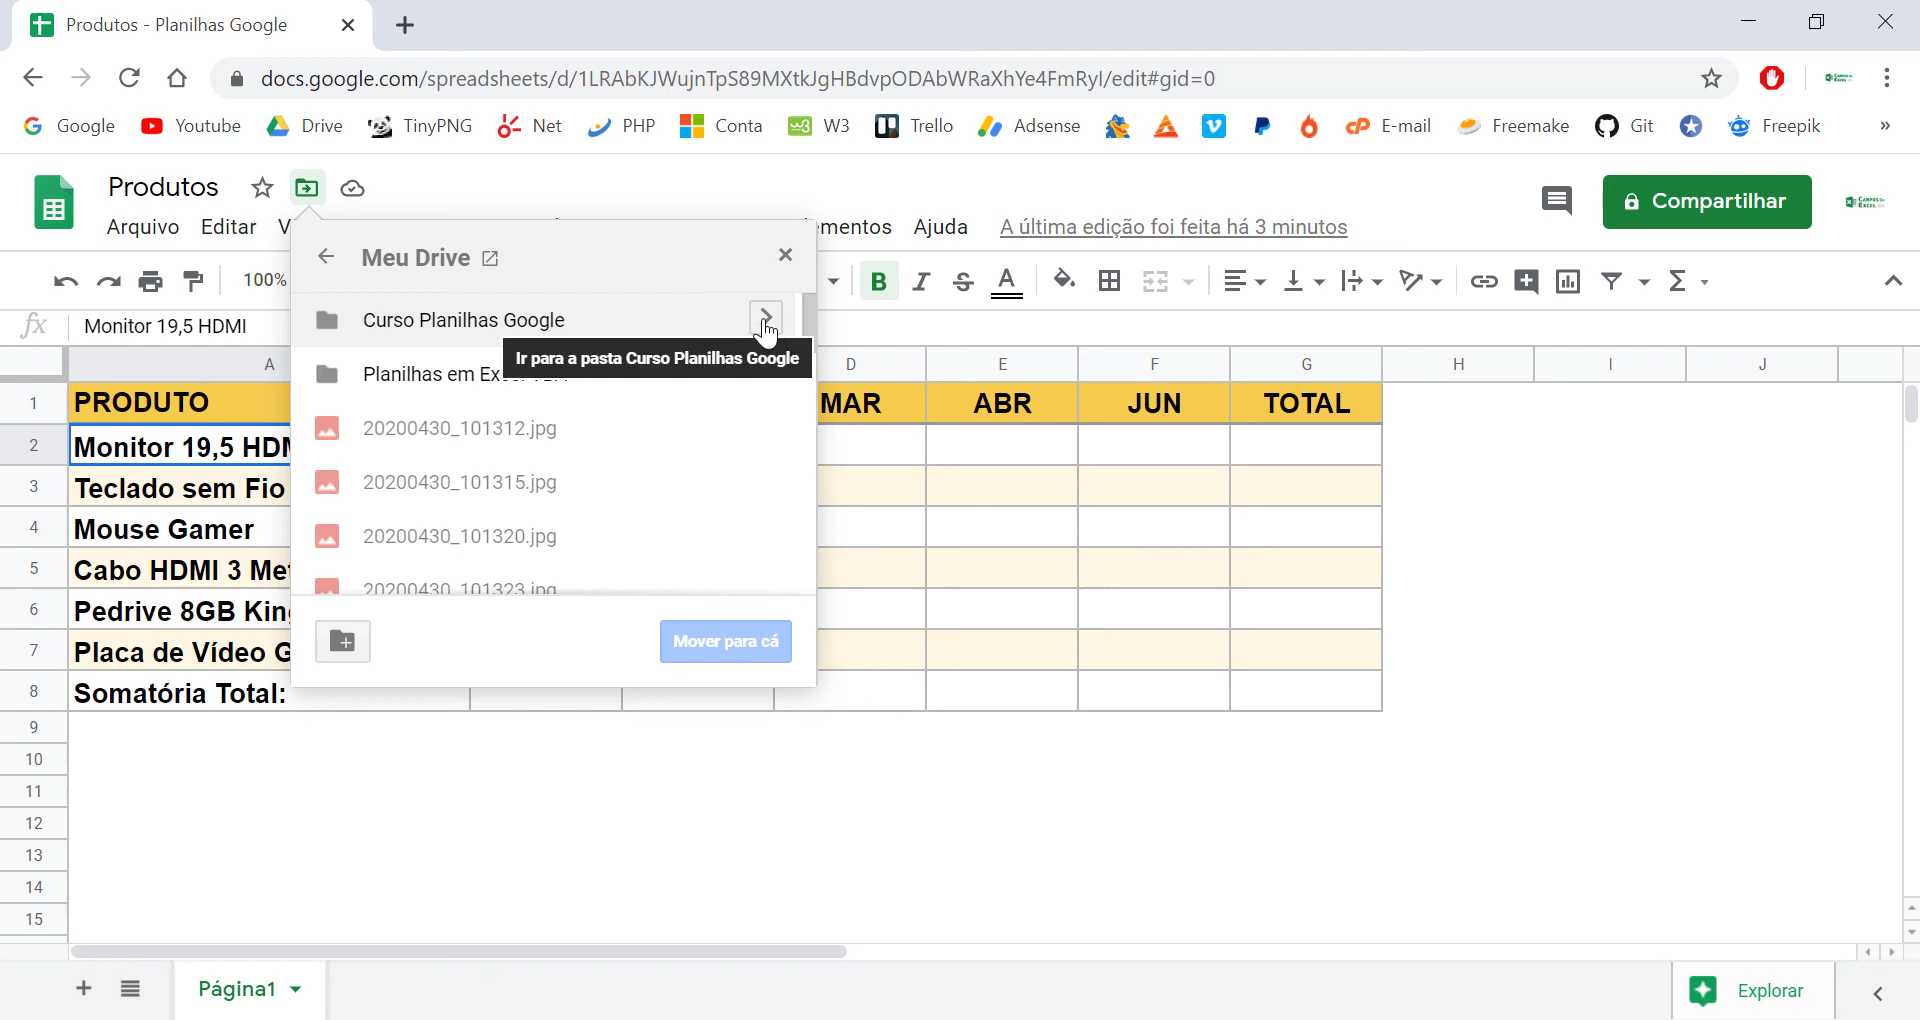 Produtos - Planilhas Google
docs.google.com/spreadsheets/d/1LRAbKJWujnTpS89MXtkJgHBdvpODAbWRaXhYe4FmRyI/edit#gid=0
Google Youtube Drive TinyPNG Net PHP Conta W3 Trello Adsense E-mail Freemake Git Freepik »
Produtos
Compartilhar
Arquivo Editar V mentos Ajuda A última edição foi feita há 3 minutos
Meu Drive
100% B I S A Σ
fx Monitor 19,5 HDMI
Curso Planilhas Google
Ir para a pasta Curso Planilhas Google
Planilhas em Ex
20200430_101312.jpg
20200430_101315.jpg
20200430_101320.jpg
20200430_101323.jpg
Mover para cá
A D E F G H I J
1 PRODUTO MAR ABR JUN TOTAL
2 Monitor 19,5 HDM
3 Teclado sem Fio
4 Mouse Gamer
5 Cabo HDMI 3 Met
6 Pedrive 8GB King
7 Placa de Vídeo G
8 Somatória Total:
9
10
11
12
13
14
15
Página1
Explorar